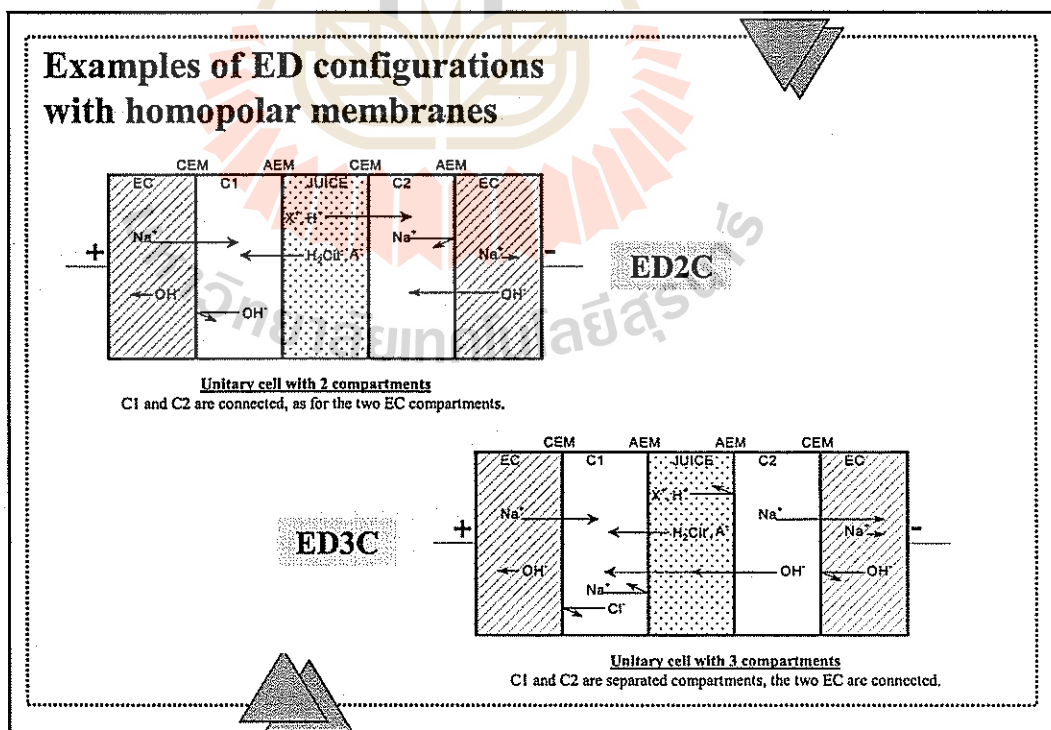 Examples of ED configurations
with homopolar membranes
CEM AEM CEM AEM
EC C1 JUICE C2 EC
X⁺, H⁺
Na⁺ Na⁺
+ Na⁺ -
H₂Cit⁻, A⁻
OH⁻ OH⁻
OH⁻
ED2C
Unitary cell with 2 compartments
C1 and C2 are connected, as for the two EC compartments.
CEM AEM AEM CEM
EC C1 JUICE C2 EC
X⁺, H⁺
Na⁺ Na⁺
+ H₂Cit⁻, A⁻ Na⁺ -
ED3C
OH⁻ OH⁻ OH⁻
Na⁺
Cl⁻
Unitary cell with 3 compartments
C1 and C2 are separated compartments, the two EC are connected.